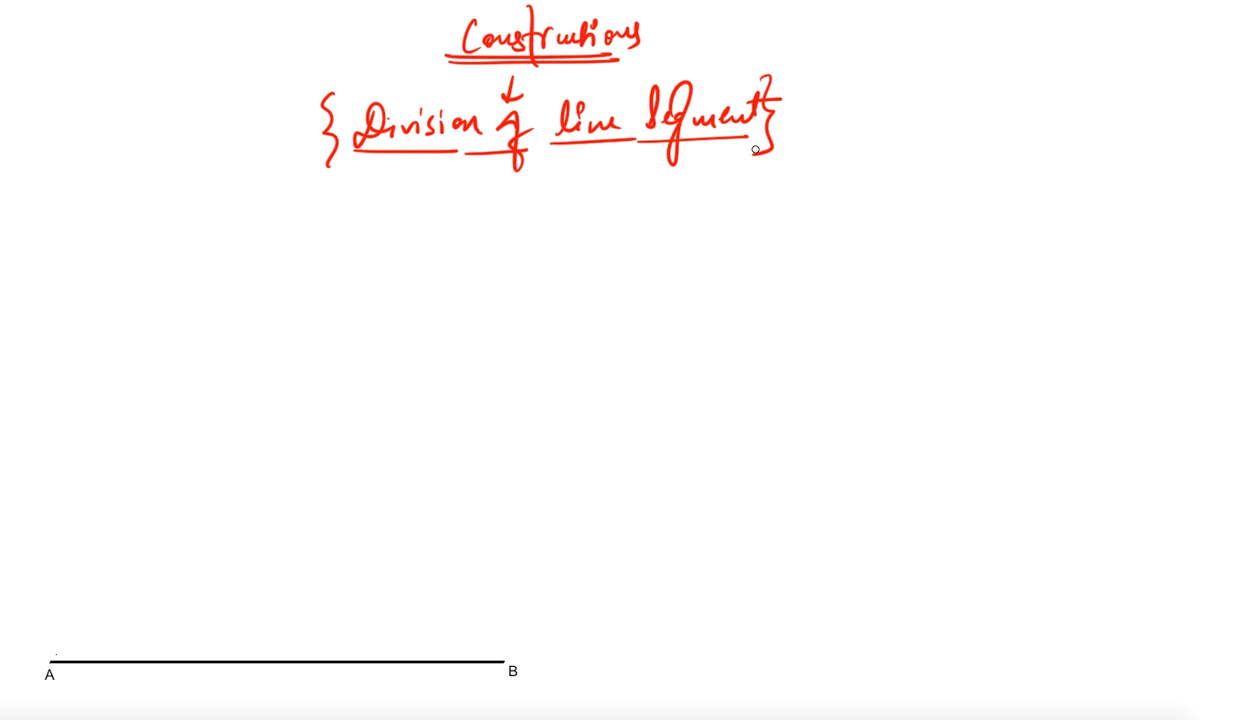 Constructions
{ Division of line Segment }
A B